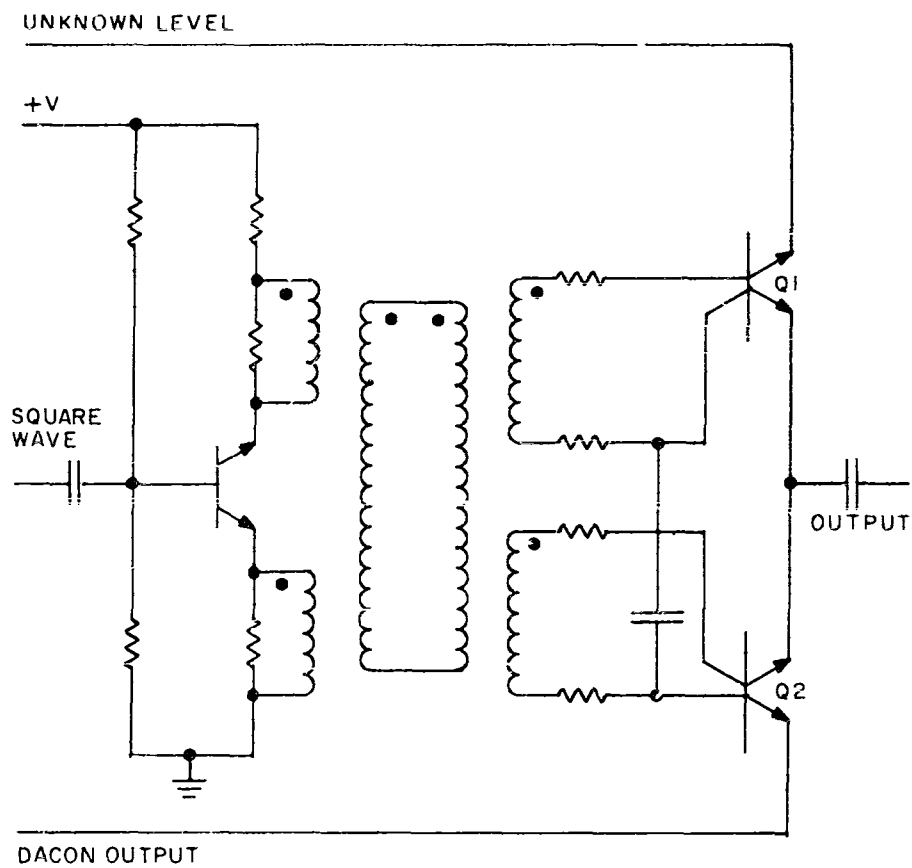 UNKNOWN LEVEL
+V
Q1
SQUARE
WAVE
OUTPUT
Q2
DACON OUTPUT